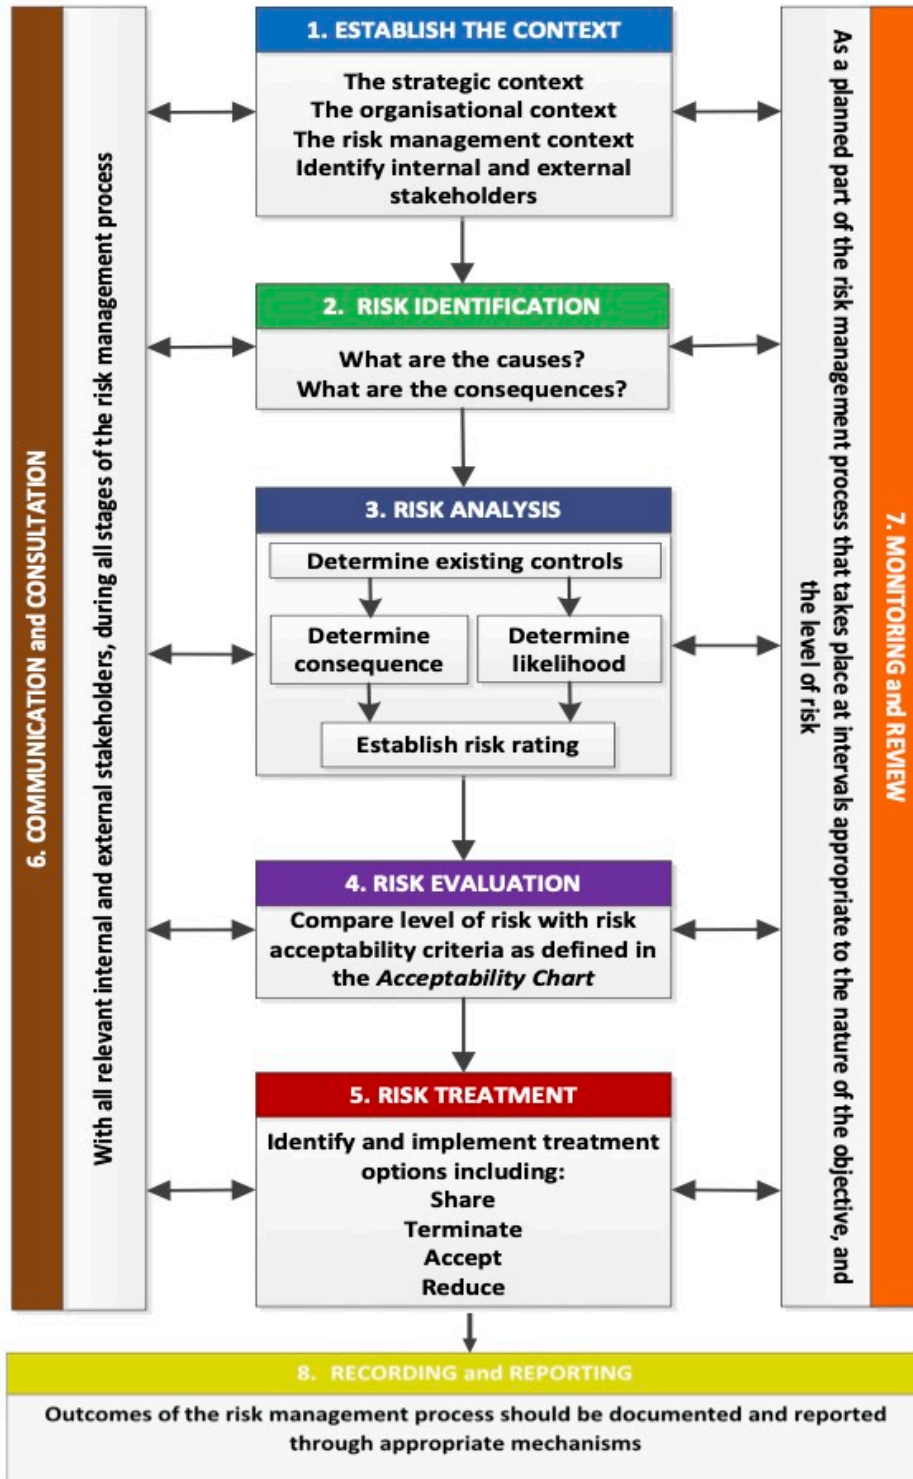 1. ESTABLISH THE CONTEXT
The strategic context
The organisational context
The risk management context
Identify internal and external
stakeholders
2. RISK IDENTIFICATION
What are the causes?
What are the consequences?
3. RISK ANALYSIS
Determine existing controls
Determine
consequence
Determine
likelihood
Establish risk rating
4. RISK EVALUATION
Compare level of risk with risk
acceptability criteria as defined in
the Acceptability Chart
5. RISK TREATMENT
Identify and implement treatment
options including:
Share
Terminate
Accept
Reduce
6. COMMUNICATION and CONSULTATION
With all relevant internal and external stakeholders, during all stages of the risk management process
7. MONITORING and REVIEW
As a planned part of the risk management process that takes place at intervals appropriate to the nature of the objective, and
the level of risk
8. RECORDING and REPORTING
Outcomes of the risk management process should be documented and reported
through appropriate mechanisms